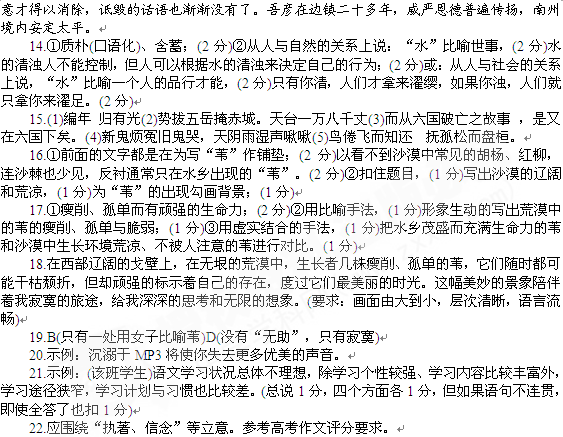 意才得以消除，诋毁的话语也渐渐没有了。吾彦在边镇二十多年，威严恩德普遍传扬，南州
境内安定太平。
14.①质朴(口语化)、含蓄；(2 分)②从人与自然的关系上说：“水”比喻世事，(2 分)水
的清浊人不能控制，但人可以根据水的清浊来决定自己的行为；(2 分)或：从人与社会的关系
上说，“水”比喻一个人的品行才能，(2 分)只有你清，人们才拿来濯缨，如果你浊，人们就
只拿你来濯足。(2 分)
15.(1)编年  归有光(2)势拔五岳掩赤城。天台一万八千丈(3)而从六国破亡之故事 ，是又
在六国下矣。(4)新鬼烦冤旧鬼哭，天阴雨湿声啾啾(5)鸟倦飞而知还  抚孤松而盘桓。
16.①前面的文字都是在为写“苇”作铺垫；(2 分)以看不到沙漠中常见的胡杨、红柳，
连沙棘也少见，反衬通常只在水乡出现的“苇”。(2 分)②扣住题目，(1 分)写出沙漠的辽阔
和荒凉，(1 分)为“苇”的出现勾画背景；(1 分)
17.①瘦削、孤单而有顽强的生命力；(2 分)②用比喻手法，(1 分)形象生动的写出荒漠中
的苇的瘦削、孤单与脆弱；(1 分)③用虚实结合的手法，(1 分)把水乡茂盛而充满生命力的苇
和沙漠中生长环境荒凉、不被人注意的苇进行对比。(1 分)
18.在西部辽阔的戈壁上，在无垠的荒漠中，生长者几株瘦削、孤单的苇，它们随时都可
能干枯颓折，但却顽强的标示着自己的存在，度过它们最美丽的时光。这幅美妙的景象陪伴
着我寂寞的旅途，给我深深的思考和无限的想象。(要求：画面由大到小，层次清晰，语言流
畅)
19.B(只有一处用女子比喻苇)D(没有“无助”，只有寂寞)
20.示例：沉溺于 MP3 将使你失去更多优美的声音。
21.示例：(该班学生)语文学习状况总体不理想，除学习个性较强、学习内容比较丰富外，
学习途径狭窄，学习计划与习惯也比较差。(总说 1 分，四个方面各 1 分，但如果语句不连贯，
即使全答了也扣 1 分)
22.应围绕“执著、信念”等立意。参考高考作文评分要求。